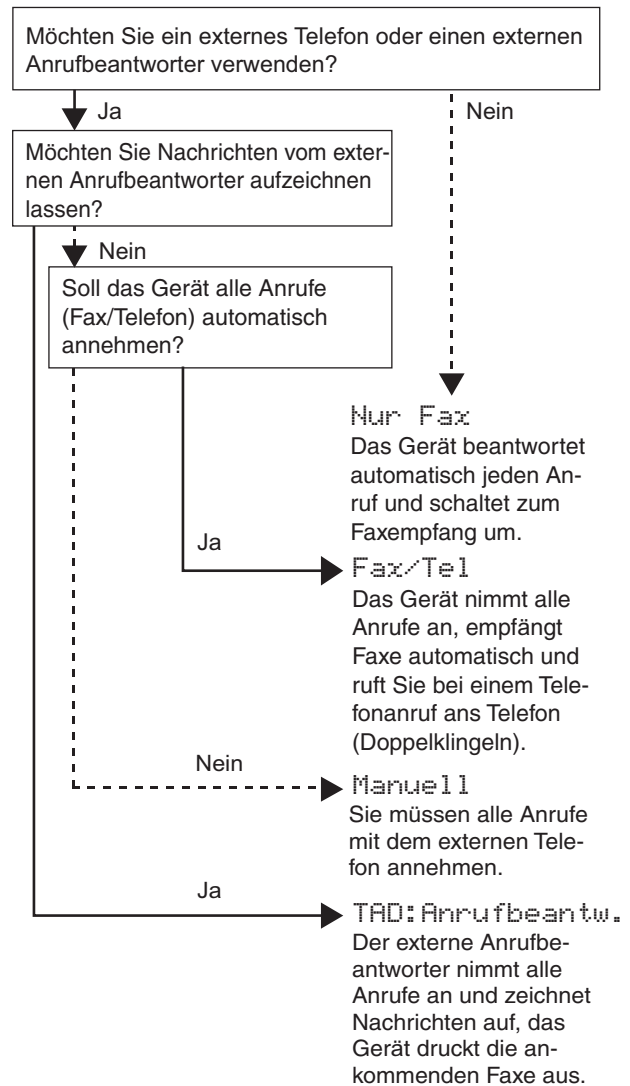 Möchten Sie ein externes Telefon oder einen externen
Anrufbeantworter verwenden?
Ja
Nein
Möchten Sie Nachrichten vom exter-
nen Anrufbeantworter aufzeichnen
lassen?
Nein
Soll das Gerät alle Anrufe
(Fax/Telefon) automatisch
annehmen?
Nur Fax
Das Gerät beantwortet
automatisch jeden An-
ruf und schaltet zum
Faxempfang um.
Ja
Fax/Tel
Das Gerät nimmt alle
Anrufe an, empfängt
Faxe automatisch und
ruft Sie bei einem Tele-
fonanruf ans Telefon
(Doppelklingeln).
Nein
Manuell
Sie müssen alle Anrufe
mit dem externen Tele-
fon annehmen.
Ja
TAD:Anrufbeantw.
Der externe Anrufbe-
antworter nimmt alle
Anrufe an und zeichnet
Nachrichten auf, das
Gerät druckt die an-
kommenden Faxe aus.